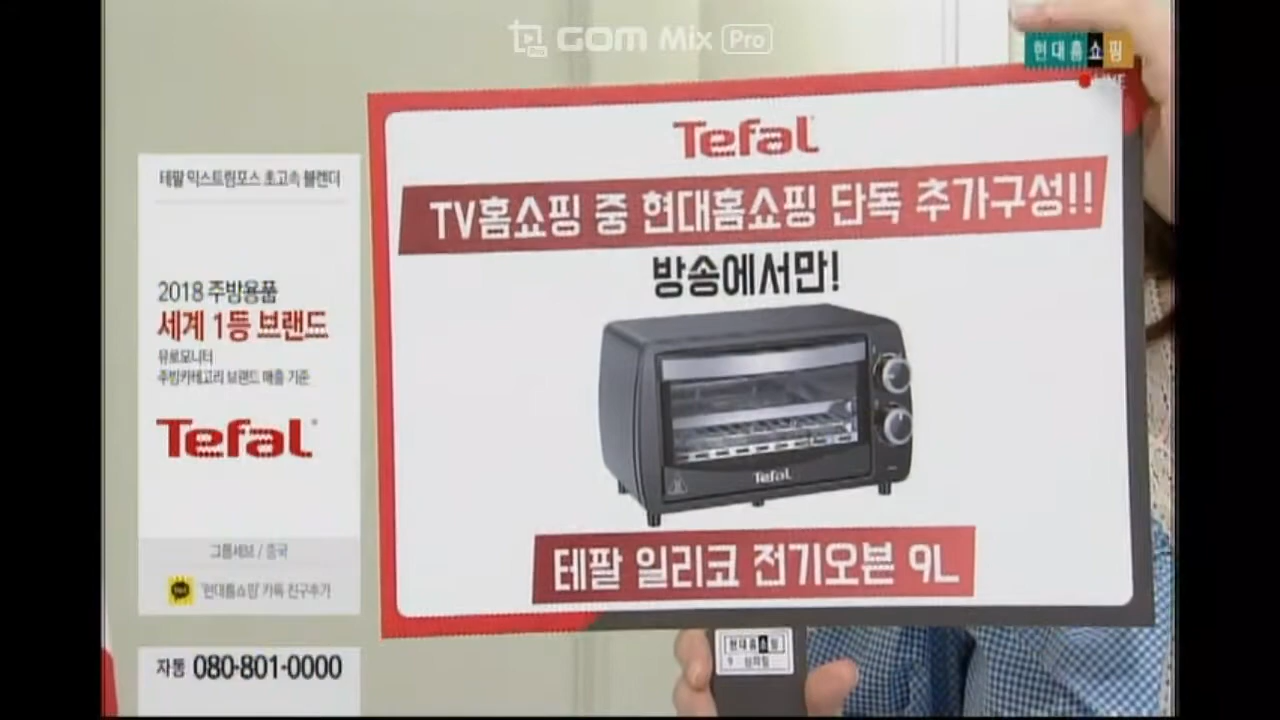 GOM Mix Pro
현대홈쇼핑
LIVE
테팔 믹스트림포스 초고속 블렌더
2018 주방용품
세계 1등 브랜드
유로모니터
주방카테고리 브랜드 매출 기준
Tefal
그룹세브 / 중국
'현대홈쇼핑' 카톡 친구추가
자동 080-801-0000
Tefal
TV홈쇼핑 중 현대홈쇼핑 단독 추가구성!!
방송에서만!
Tefal
테팔 일리코 전기오븐 9L
현대홈쇼핑